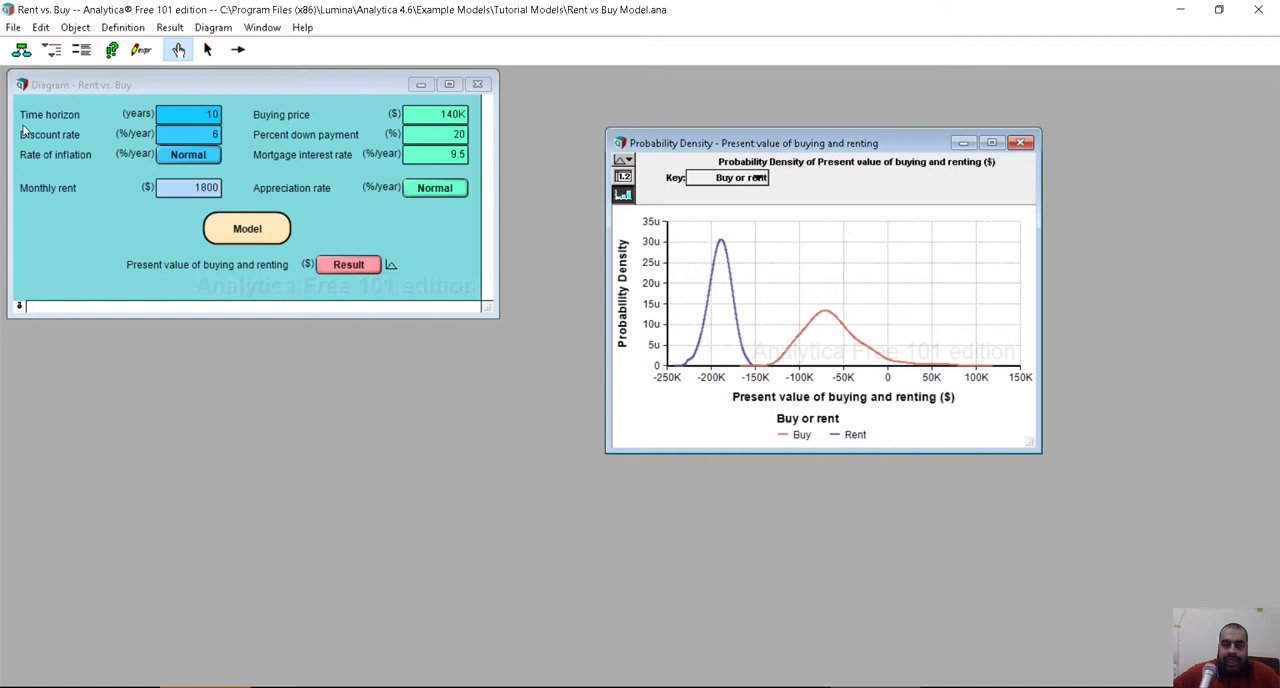 Rent vs. Buy -- Analytica® Free 101 edition -- C:\Program Files (x86)\Lumina\Analytica 4.6\Example Models\Tutorial Models\Rent vs Buy Model.ana
File Edit Object Definition Result Diagram Window Help
expr
Diagram - Rent vs. Buy
Time horizon (years) 10 Buying price ($) 140K
Discount rate (%/year) 6 Percent down payment (%) 20
Rate of inflation (%/year) Normal Mortgage interest rate (%/year) 9.5
Monthly rent ($) 1800 Appreciation rate (%/year) Normal
Model
Present value of buying and renting ($) Result
Analytica Free 101 edition
Probability Density - Present value of buying and renting
Probability Density of Present value of buying and renting ($)
1.2
Key: Buy or rent
Probability Density
35u
30u
25u
20u
15u
10u
5u
0
Analytica Free 101 edition
-250K -200K -150K -100K -50K 0 50K 100K 150K
Present value of buying and renting ($)
Buy or rent
Buy Rent